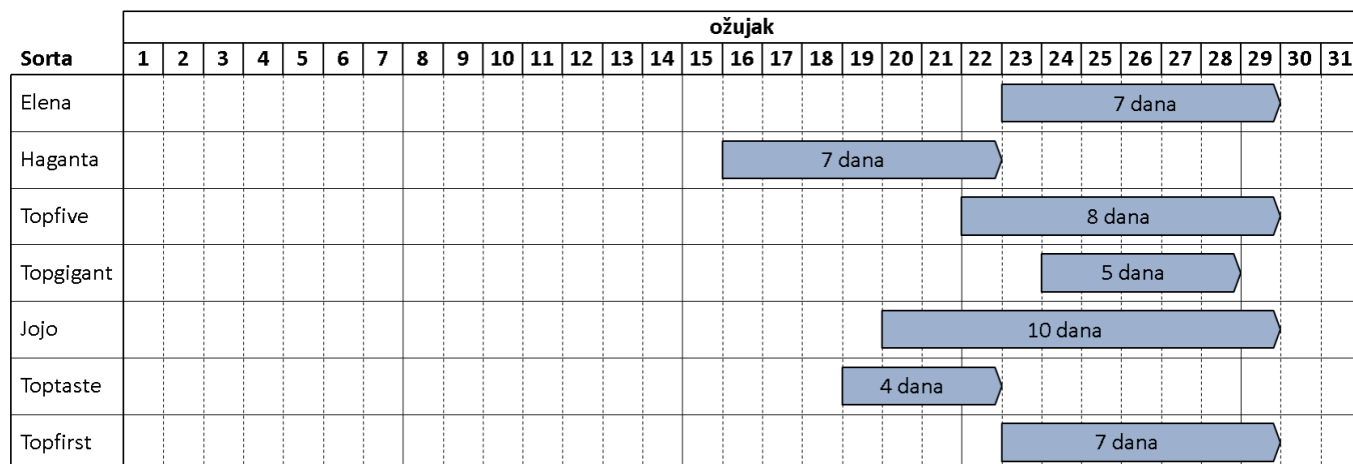 ožujak
Sorta 1 2 3 4 5 6 7 8 9 10 11 12 13 14 15 16 17 18 19 20 21 22 23 24 25 26 27 28 29 30 31
Elena 7 dana
Haganta 7 dana
Topfive 8 dana
Topgigant 5 dana
Jojo 10 dana
Toptaste 4 dana
Topfirst 7 dana